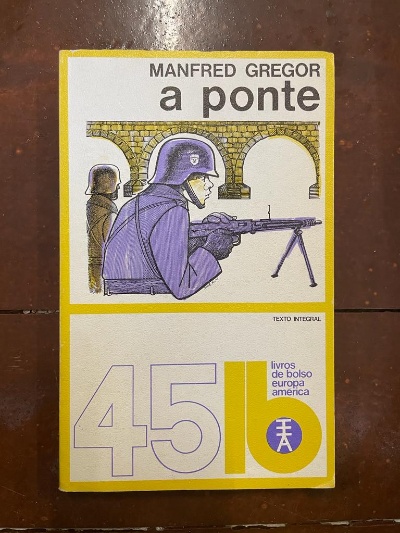 MANFRED GREGOR
a ponte
TEXTO INTEGRAL
45
lb
livros
de bolso
europa
américa